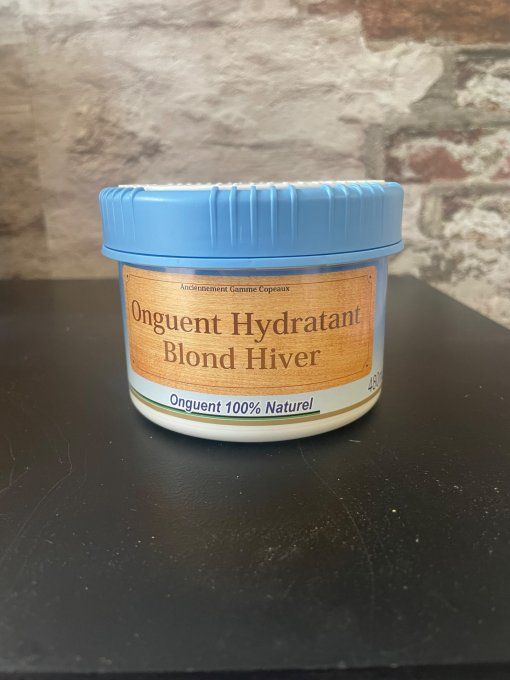 Anciennement Gamme Copeaux
Onguent Hydratant
Blond Hiver
Onguent 100% Naturel